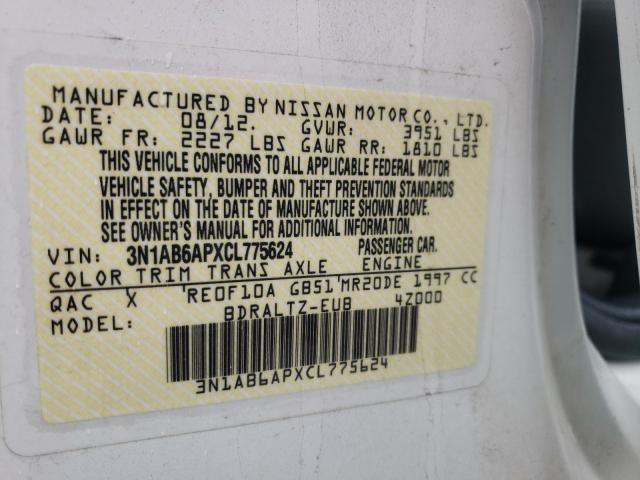 MANUFACTURED BY NISSAN MOTOR CO., LTD.
DATE: 08/12. GVWR: 3951 LBS
GAWR FR: 2227 LBS GAWR RR: 1810 LBS
THIS VEHICLE CONFORMS TO ALL APPLICABLE FEDERAL MOTOR
VEHICLE SAFETY, BUMPER AND THEFT PREVENTION STANDARDS
IN EFFECT ON THE DATE OF MANUFACTURE SHOWN ABOVE.
SEE OWNER'S MANUAL FOR ADDITIONAL INFORMATION.
VIN: 3N1AB6APXCL775624 PASSENGER CAR.
COLOR TRIM TRANS AXLE ENGINE
QAC X 'RE0F10A GB51'MR20DE 1997 CC
MODEL: BDRALTZ-EUB 4Z000
3N1AB6APXCL775624